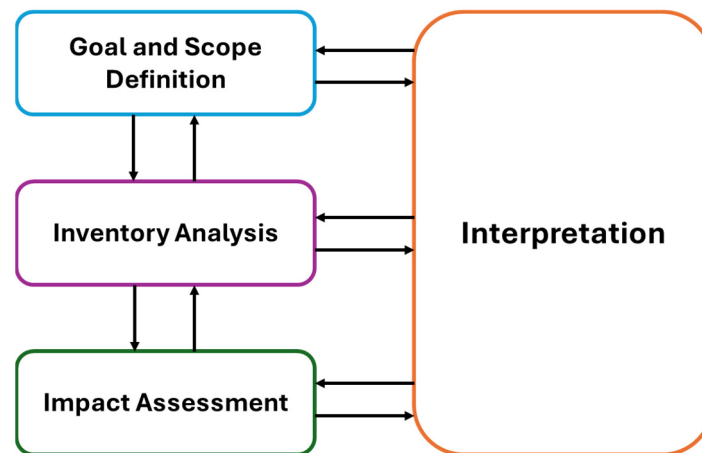 Goal and Scope
Definition
Inventory Analysis
Interpretation
Impact Assessment